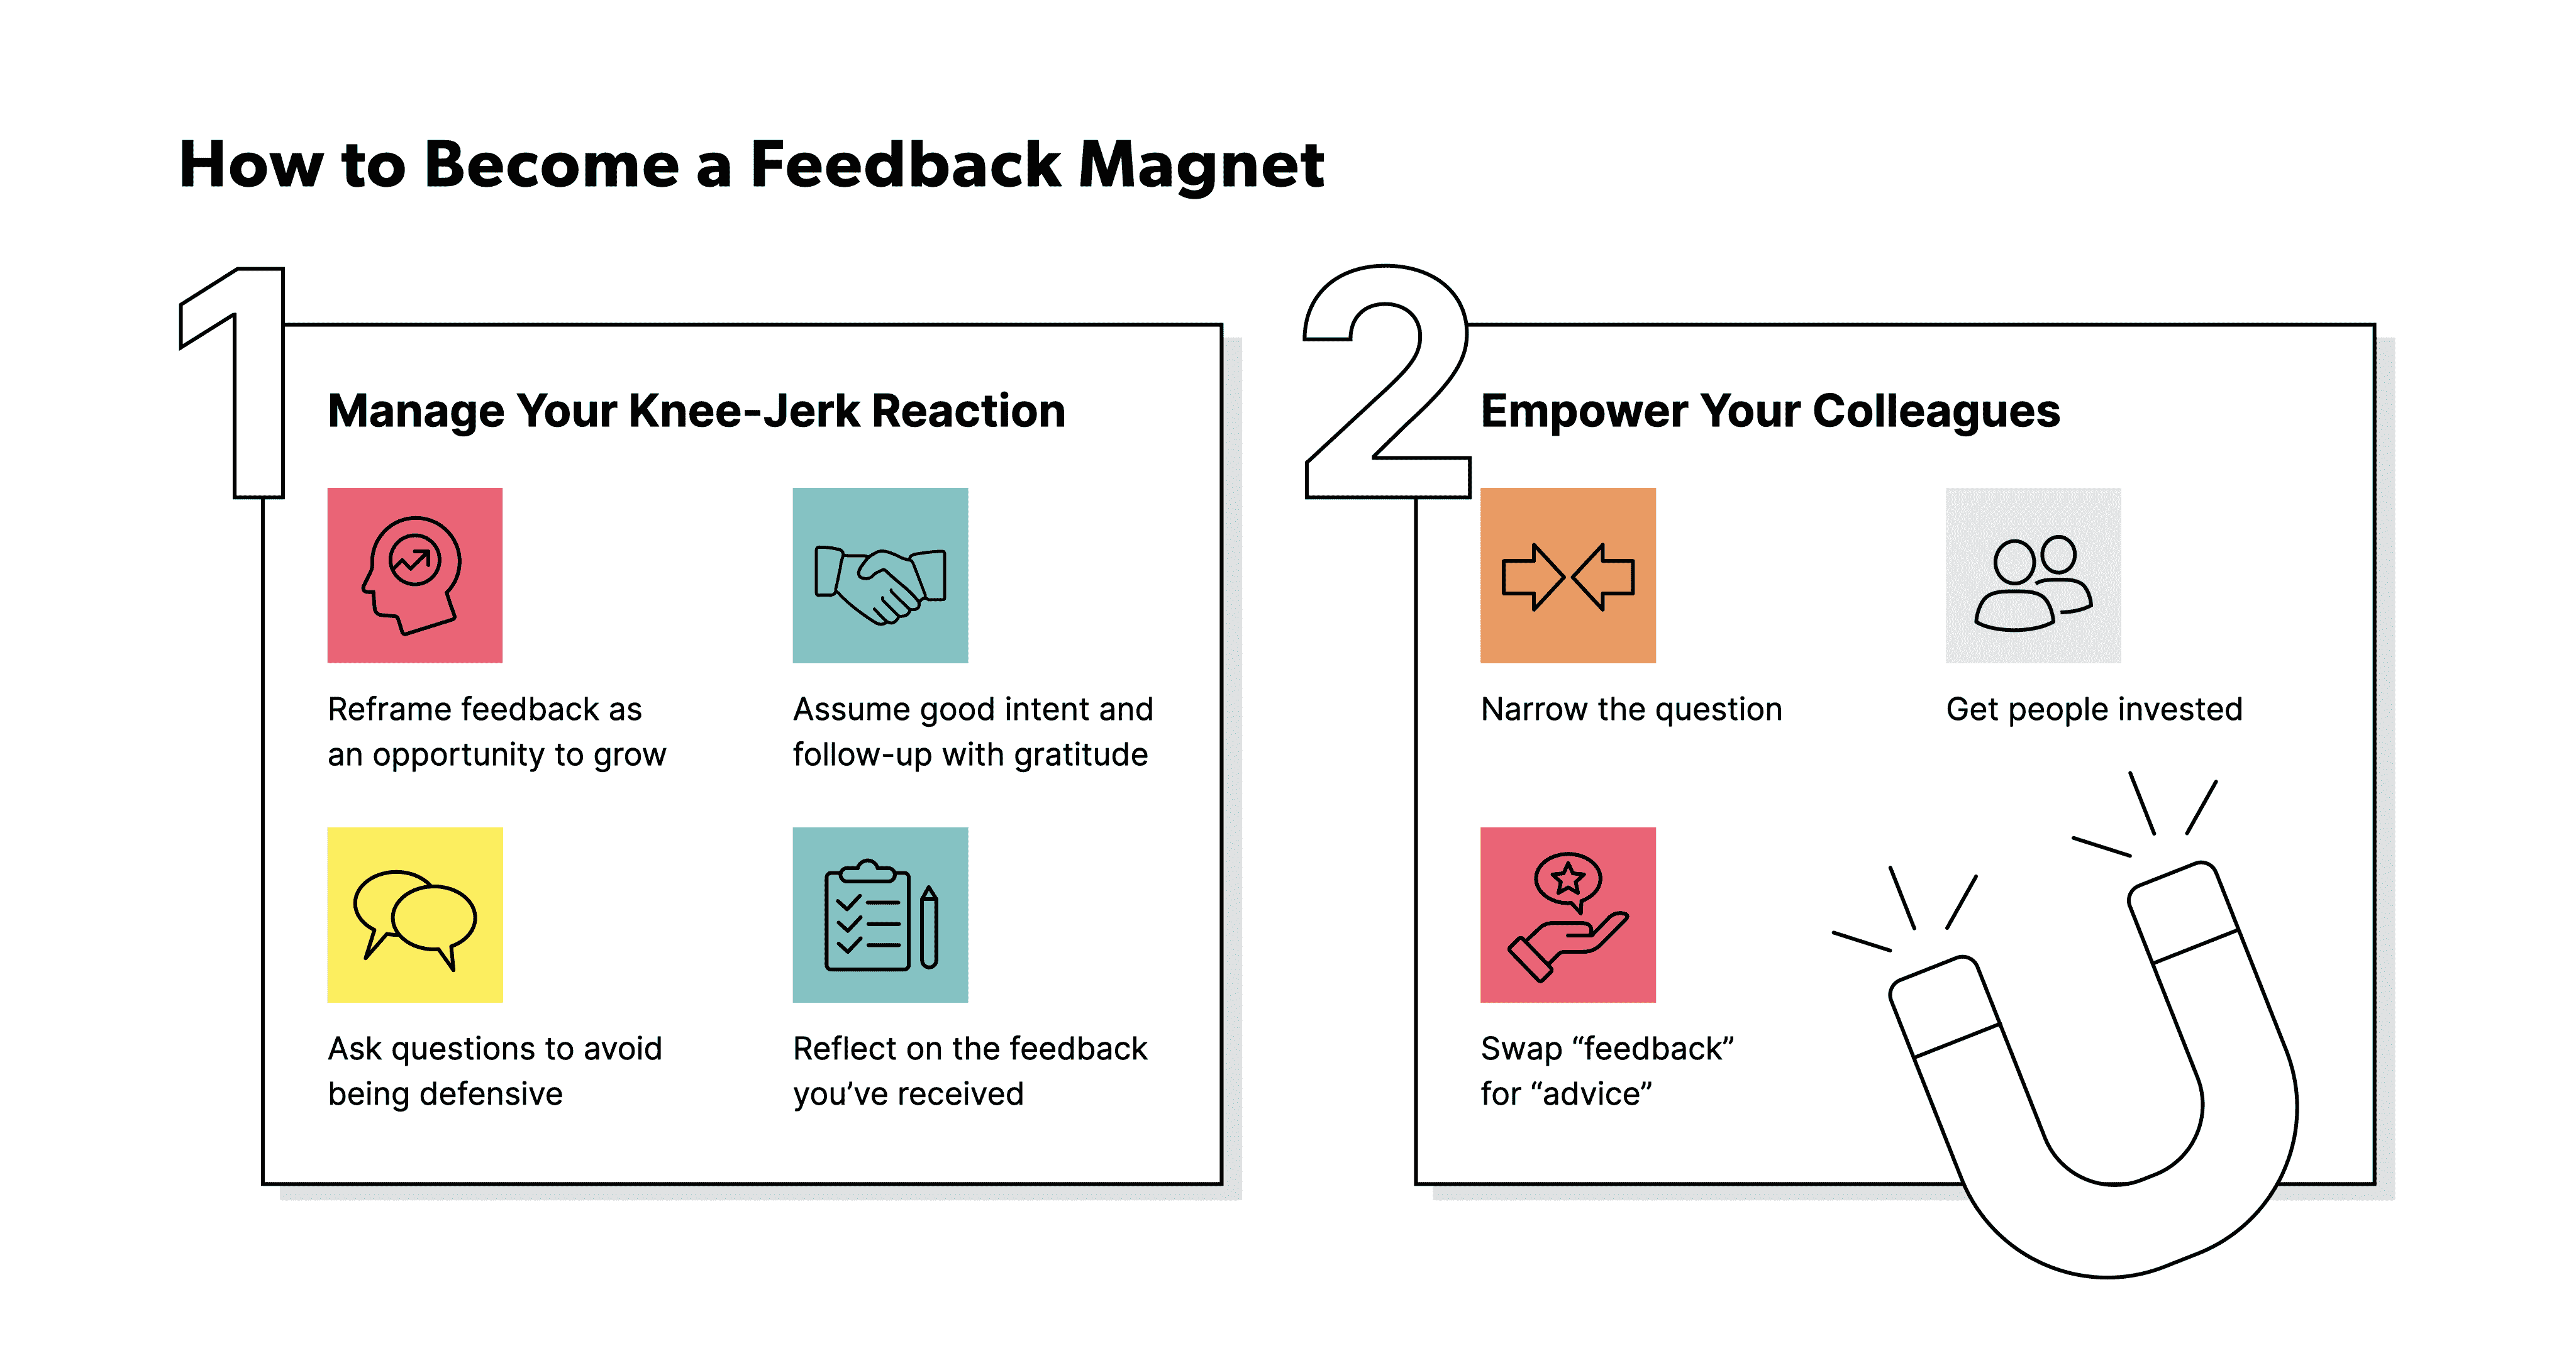 How to Become a Feedback Magnet
1
Manage Your Knee-Jerk Reaction
Reframe feedback as
an opportunity to grow
Assume good intent and
follow-up with gratitude
Ask questions to avoid
being defensive
Reflect on the feedback
you’ve received
2
Empower Your Colleagues
Narrow the question
Get people invested
Swap “feedback”
for “advice”